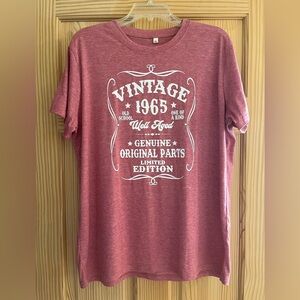 VINTAGE
★ 1965 ★
OLD SCHOOL
ONE OF A KIND
Well Aged
★ GENUINE ★
ORIGINAL PARTS
LIMITED
EDITION